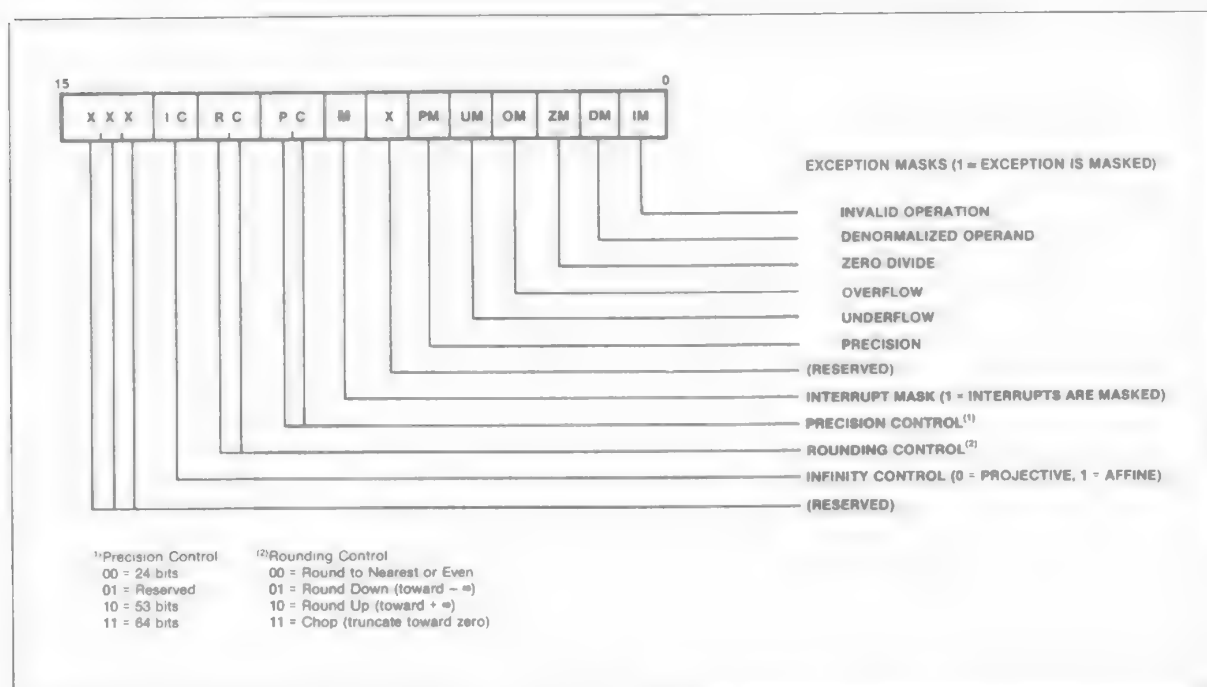 15 0
X X X I C R C P C M X PM UM OM ZM DM IM
EXCEPTION MASKS (1 = EXCEPTION IS MASKED)
INVALID OPERATION
DENORMALIZED OPERAND
ZERO DIVIDE
OVERFLOW
UNDERFLOW
PRECISION
(RESERVED)
INTERRUPT MASK (1 = INTERRUPTS ARE MASKED)
PRECISION CONTROL(1)
ROUNDING CONTROL(2)
INFINITY CONTROL (0 = PROJECTIVE, 1 = AFFINE)
(RESERVED)
(1)Precision Control
00 = 24 bits
01 = Reserved
10 = 53 bits
11 = 64 bits
(2)Rounding Control
00 = Round to Nearest or Even
01 = Round Down (toward − ∞)
10 = Round Up (toward + ∞)
11 = Chop (truncate toward zero)